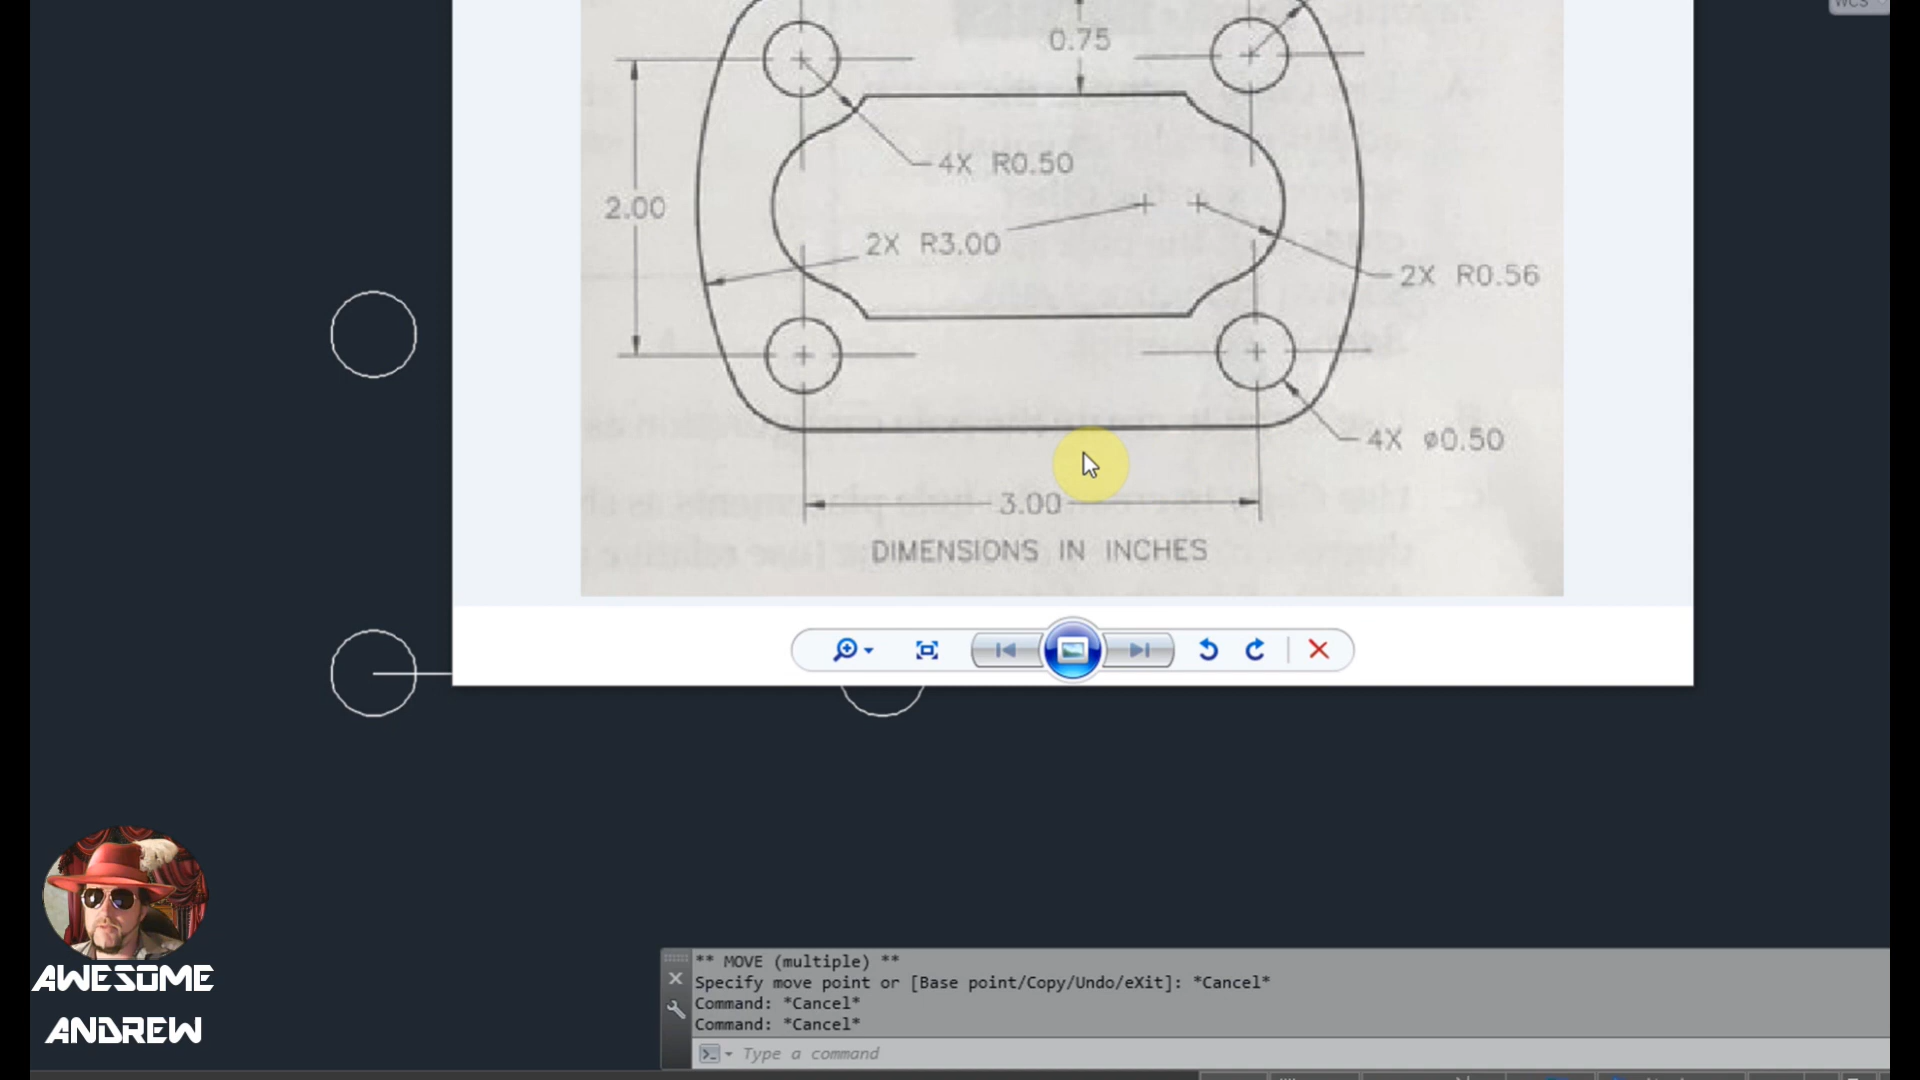 WCS
0.75
4X R0.50
2.00
2X R3.00
2X R0.56
4X ø0.50
3.00
DIMENSIONS IN INCHES
** MOVE (multiple) **
Specify move point or [Base point/Copy/Undo/eXit]: *Cancel*
Command: *Cancel*
Command: *Cancel*
Type a command
AWESOME
ANDREW